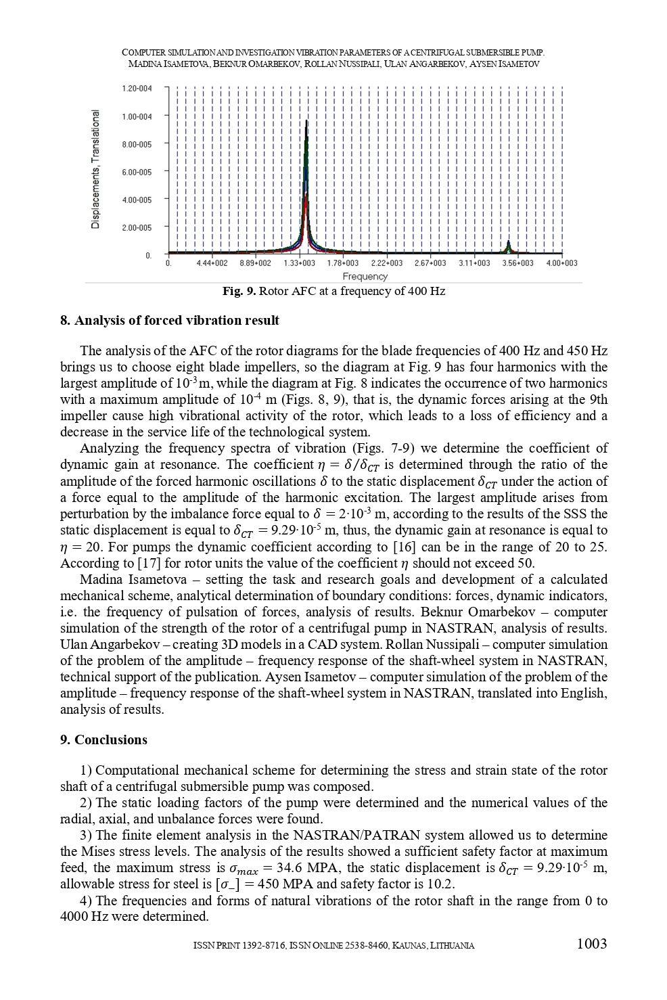 COMPUTER SIMULATION AND INVESTIGATION VIBRATION PARAMETERS OF A CENTRIFUGAL SUBMERSIBLE PUMP.
MADINA ISAMETOVA, BEKNUR OMARBEKOV, ROLLAN NUSSIPALI, ULAN ANGARBEKOV, AYSEN ISAMETOV
Displacements, Translational
1.20-004
1.00-004
8.00-005
6.00-005
4.00-005
2.00-005
0.
0. 4.44+002 8.89+002 1.33+003 1.78+003 2.22+003 2.67+003 3.11+003 3.56+003 4.00+003
Frequency
Fig. 9. Rotor AFC at a frequency of 400 Hz
8. Analysis of forced vibration result
The analysis of the AFC of the rotor diagrams for the blade frequencies of 400 Hz and 450 Hz
brings us to choose eight blade impellers, so the diagram at Fig. 9 has four harmonics with the
largest amplitude of 10⁻³ m, while the diagram at Fig. 8 indicates the occurrence of two harmonics
with a maximum amplitude of 10⁻⁴ m (Figs. 8, 9), that is, the dynamic forces arising at the 9th
impeller cause high vibrational activity of the rotor, which leads to a loss of efficiency and a
decrease in the service life of the technological system.
Analyzing the frequency spectra of vibration (Figs. 7-9) we determine the coefficient of
dynamic gain at resonance. The coefficient η = δ/δ_CT is determined through the ratio of the
amplitude of the forced harmonic oscillations δ to the static displacement δ_CT under the action of
a force equal to the amplitude of the harmonic excitation. The largest amplitude arises from
perturbation by the imbalance force equal to δ = 2·10⁻³ m, according to the results of the SSS the
static displacement is equal to δ_CT = 9.29·10⁻⁵ m, thus, the dynamic gain at resonance is equal to
η = 20. For pumps the dynamic coefficient according to [16] can be in the range of 20 to 25.
According to [17] for rotor units the value of the coefficient η should not exceed 50.
Madina Isametova – setting the task and research goals and development of a calculated
mechanical scheme, analytical determination of boundary conditions: forces, dynamic indicators,
i.e. the frequency of pulsation of forces, analysis of results. Beknur Omarbekov – computer
simulation of the strength of the rotor of a centrifugal pump in NASTRAN, analysis of results.
Ulan Angarbekov – creating 3D models in a CAD system. Rollan Nussipali – computer simulation
of the problem of the amplitude – frequency response of the shaft-wheel system in NASTRAN,
technical support of the publication. Aysen Isametov – computer simulation of the problem of the
amplitude – frequency response of the shaft-wheel system in NASTRAN, translated into English,
analysis of results.
9. Conclusions
1) Computational mechanical scheme for determining the stress and strain state of the rotor
shaft of a centrifugal submersible pump was composed.
2) The static loading factors of the pump were determined and the numerical values of the
radial, axial, and unbalance forces were found.
3) The finite element analysis in the NASTRAN/PATRAN system allowed us to determine
the Mises stress levels. The analysis of the results showed a sufficient safety factor at maximum
feed, the maximum stress is σ_max = 34.6 MPA, the static displacement is δ_CT = 9.29·10⁻⁵ m,
allowable stress for steel is [σ_] = 450 MPA and safety factor is 10.2.
4) The frequencies and forms of natural vibrations of the rotor shaft in the range from 0 to
4000 Hz were determined.
ISSN PRINT 1392-8716, ISSN ONLINE 2538-8460, KAUNAS, LITHUANIA 1003